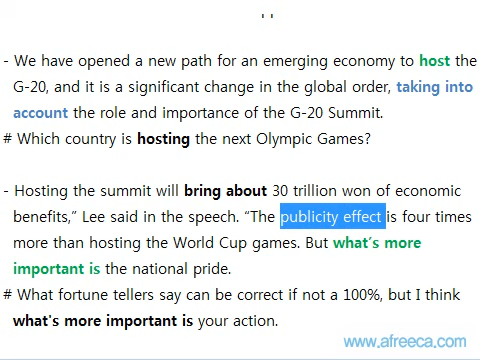 - We have opened a new path for an emerging economy to host the
G-20, and it is a significant change in the global order, taking into
account the role and importance of the G-20 Summit.
# Which country is hosting the next Olympic Games?
- Hosting the summit will bring about 30 trillion won of economic
benefits,” Lee said in the speech. “The publicity effect is four times
more than hosting the World Cup games. But what’s more
important is the national pride.
# What fortune tellers say can be correct if not a 100%, but I think
what's more important is your action.
www.afreeca.com